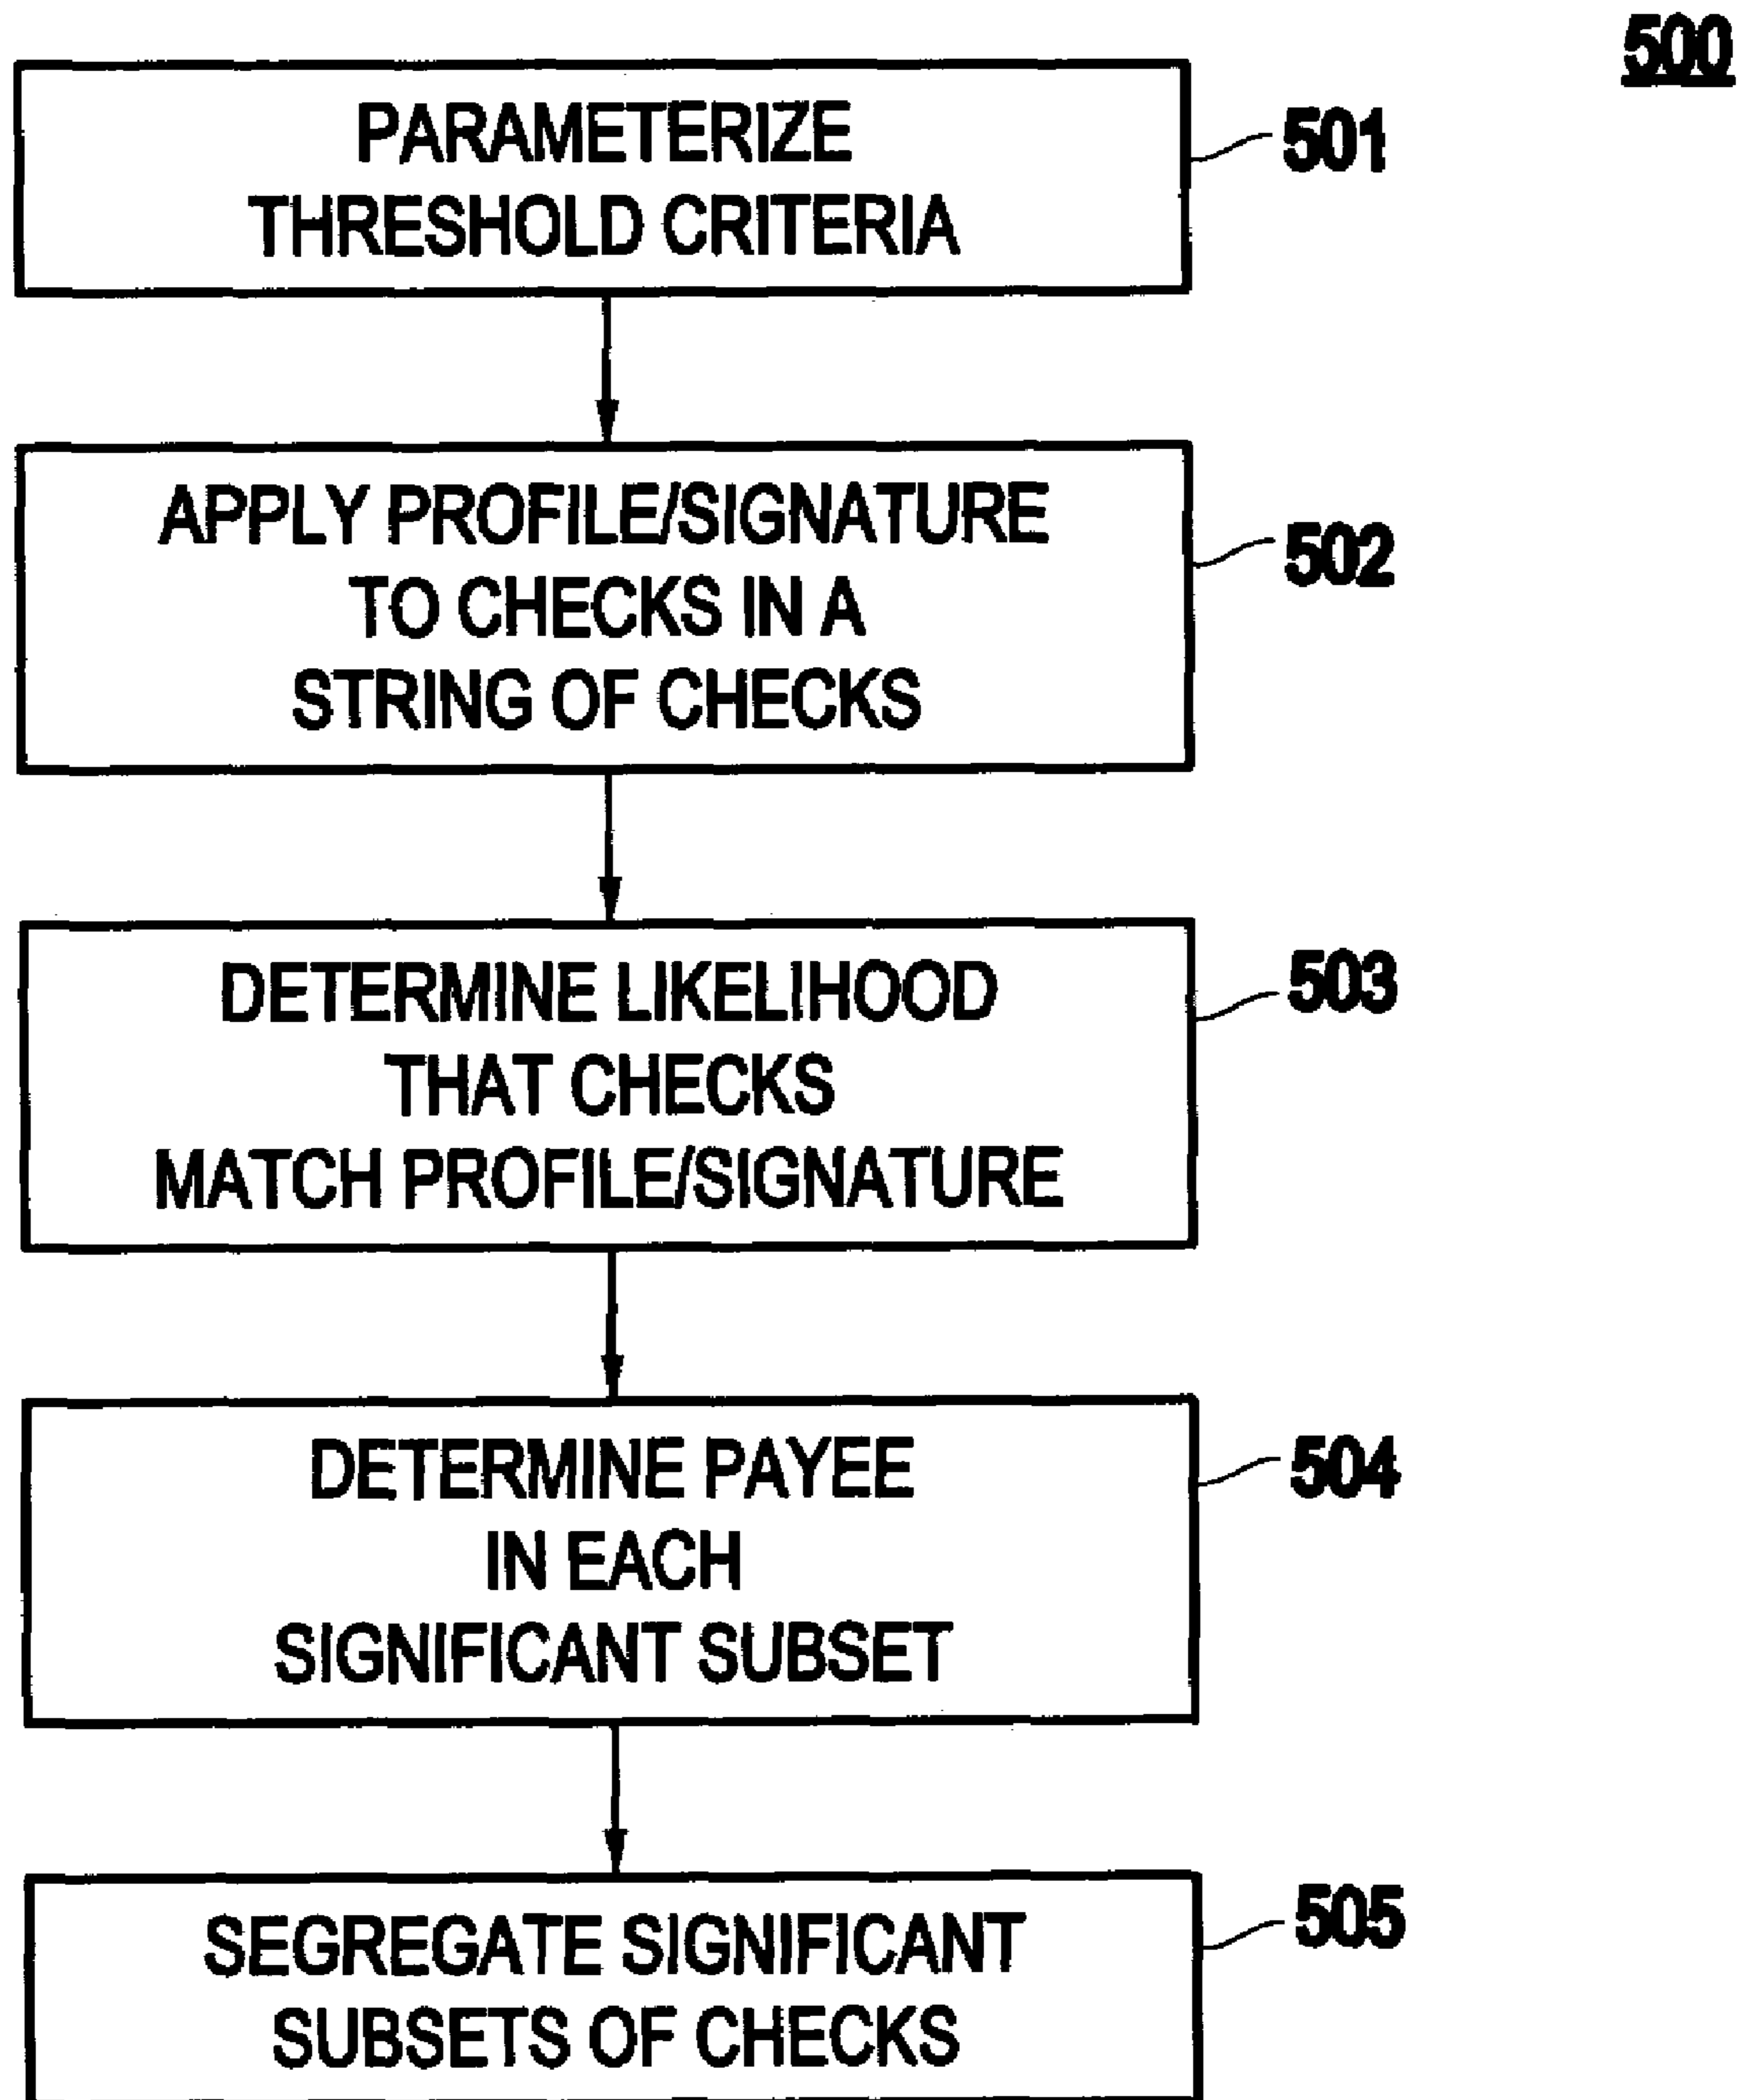 500
PARAMETERIZE
THRESHOLD CRITERIA
501
APPLY PROFILE/SIGNATURE
TO CHECKS IN A
STRING OF CHECKS
502
DETERMINE LIKELIHOOD
THAT CHECKS
MATCH PROFILE/SIGNATURE
503
DETERMINE PAYEE
IN EACH
SIGNIFICANT SUBSET
504
SEGREGATE SIGNIFICANT
SUBSETS OF CHECKS
505